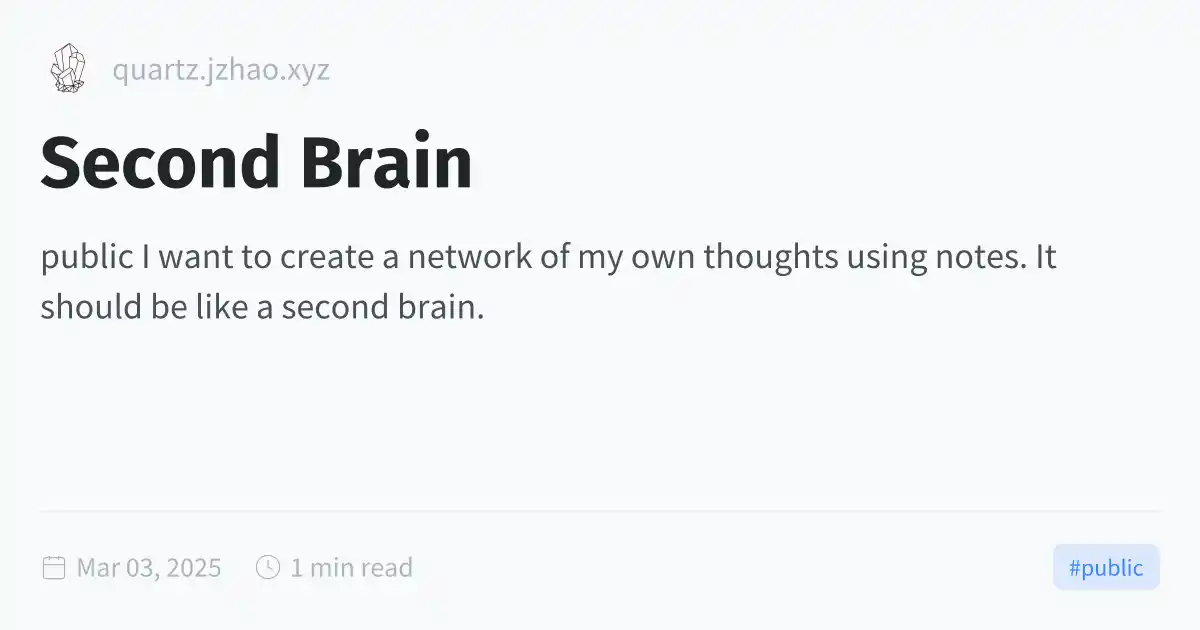 quartz.jzhao.xyz
Second Brain
public I want to create a network of my own thoughts using notes. It
should be like a second brain.
Mar 03, 2025 1 min read
#public